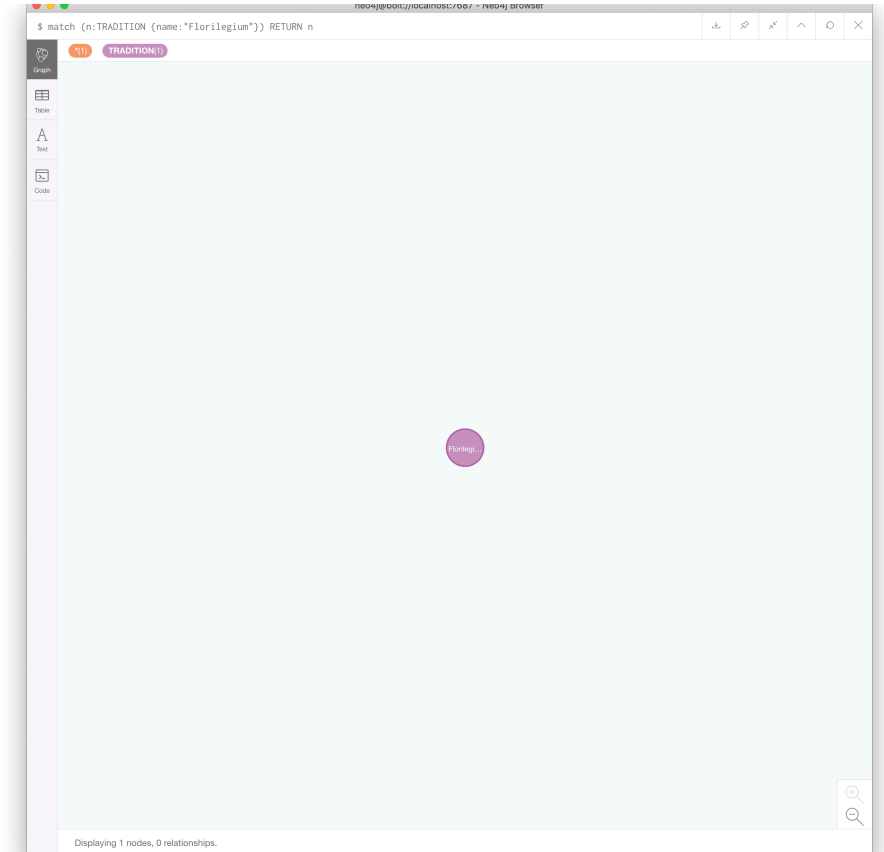 neo4j@bolt://localhost:7687 - Neo4j Browser
$ match (n:TRADITION {name:"Florilegium"}) RETURN n
*(1) TRADITION(1)
Graph
Table
Text
Code
Florilegi...
Displaying 1 nodes, 0 relationships.